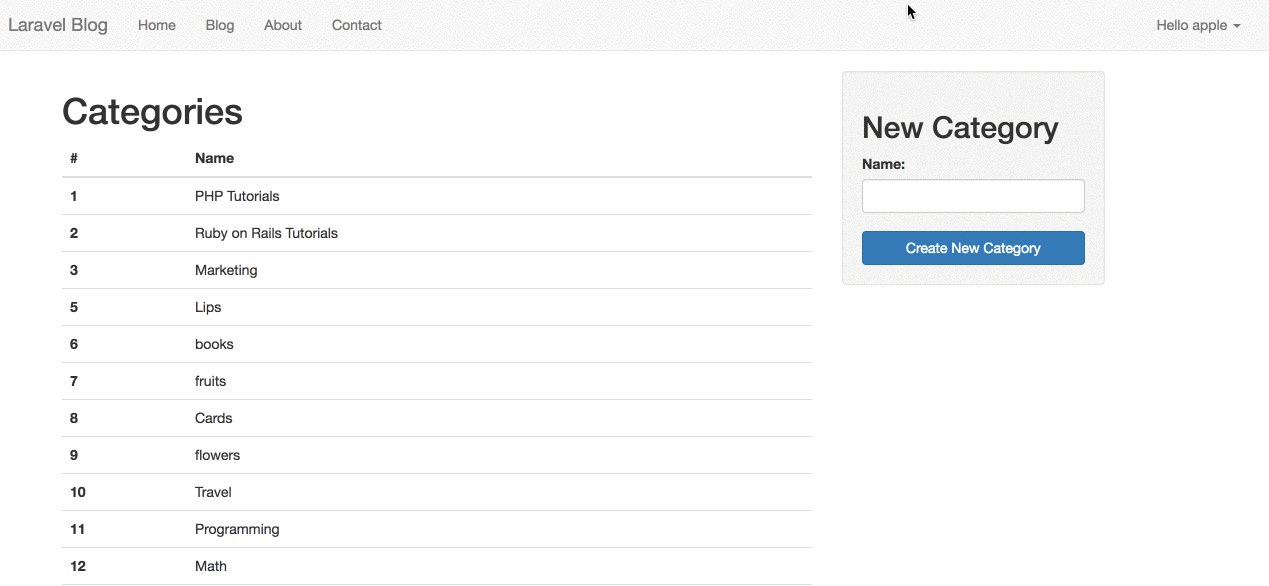 Laravel Blog Home Blog About Contact Hello apple
Categories
# Name
1 PHP Tutorials
2 Ruby on Rails Tutorials
3 Marketing
5 Lips
6 books
7 fruits
8 Cards
9 flowers
10 Travel
11 Programming
12 Math
New Category
Name:
Create New Category